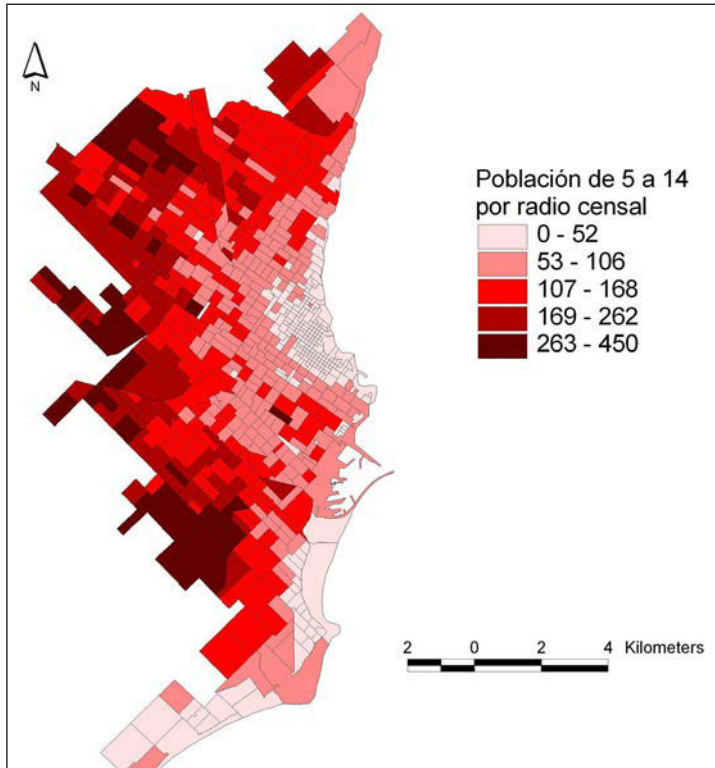 N
Población de 5 a 14
por radio censal
0 - 52
53 - 106
107 - 168
169 - 262
263 - 450
2 0 2 4 Kilometers